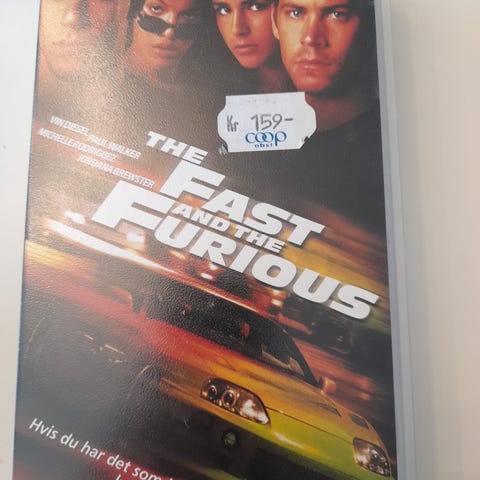 Kr 159-
coop
obs!
VIN DIESEL PAUL WALKER
MICHELLE RODRIGUEZ
JORDANA BREWSTER
THE
FAST
AND THE
FURIOUS
Hvis du har det som